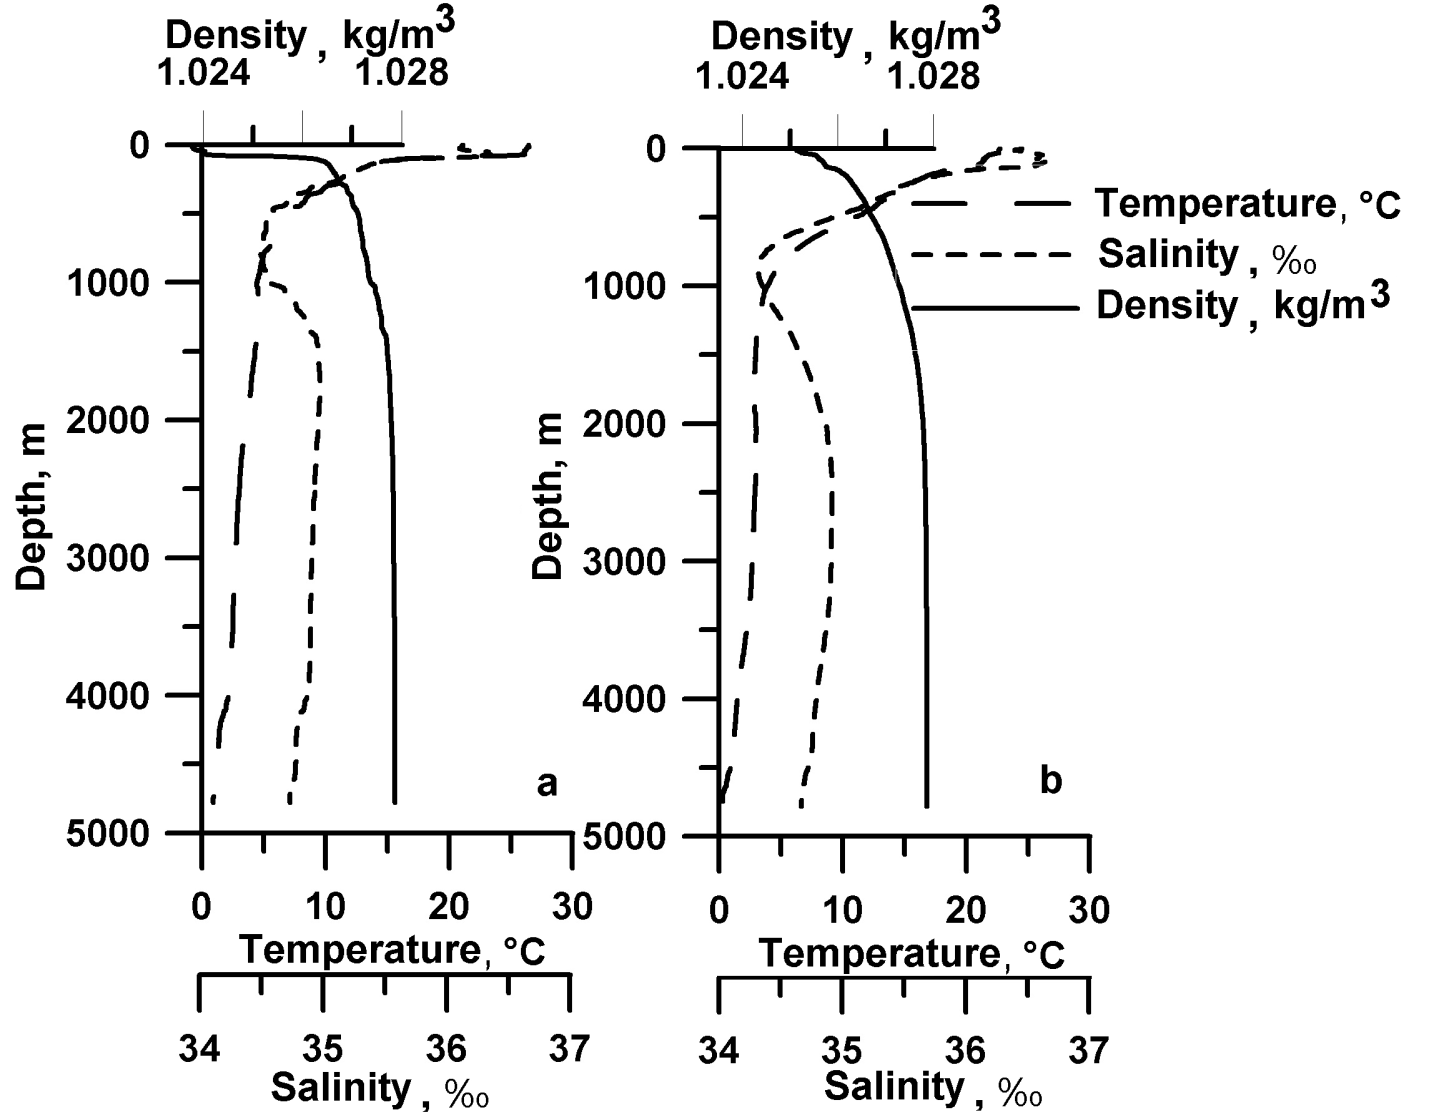 Density , kg/m³
1.024 1.028
0
1000
2000
3000
4000
5000
Depth, m
a
0 10 20 30
Temperature, °C
34 35 36 37
Salinity , ‰
Density , kg/m³
1.024 1.028
0
1000
2000
3000
4000
5000
Depth, m
b
0 10 20 30
Temperature, °C
34 35 36 37
Salinity , ‰
Temperature, °C
Salinity , ‰
Density , kg/m³